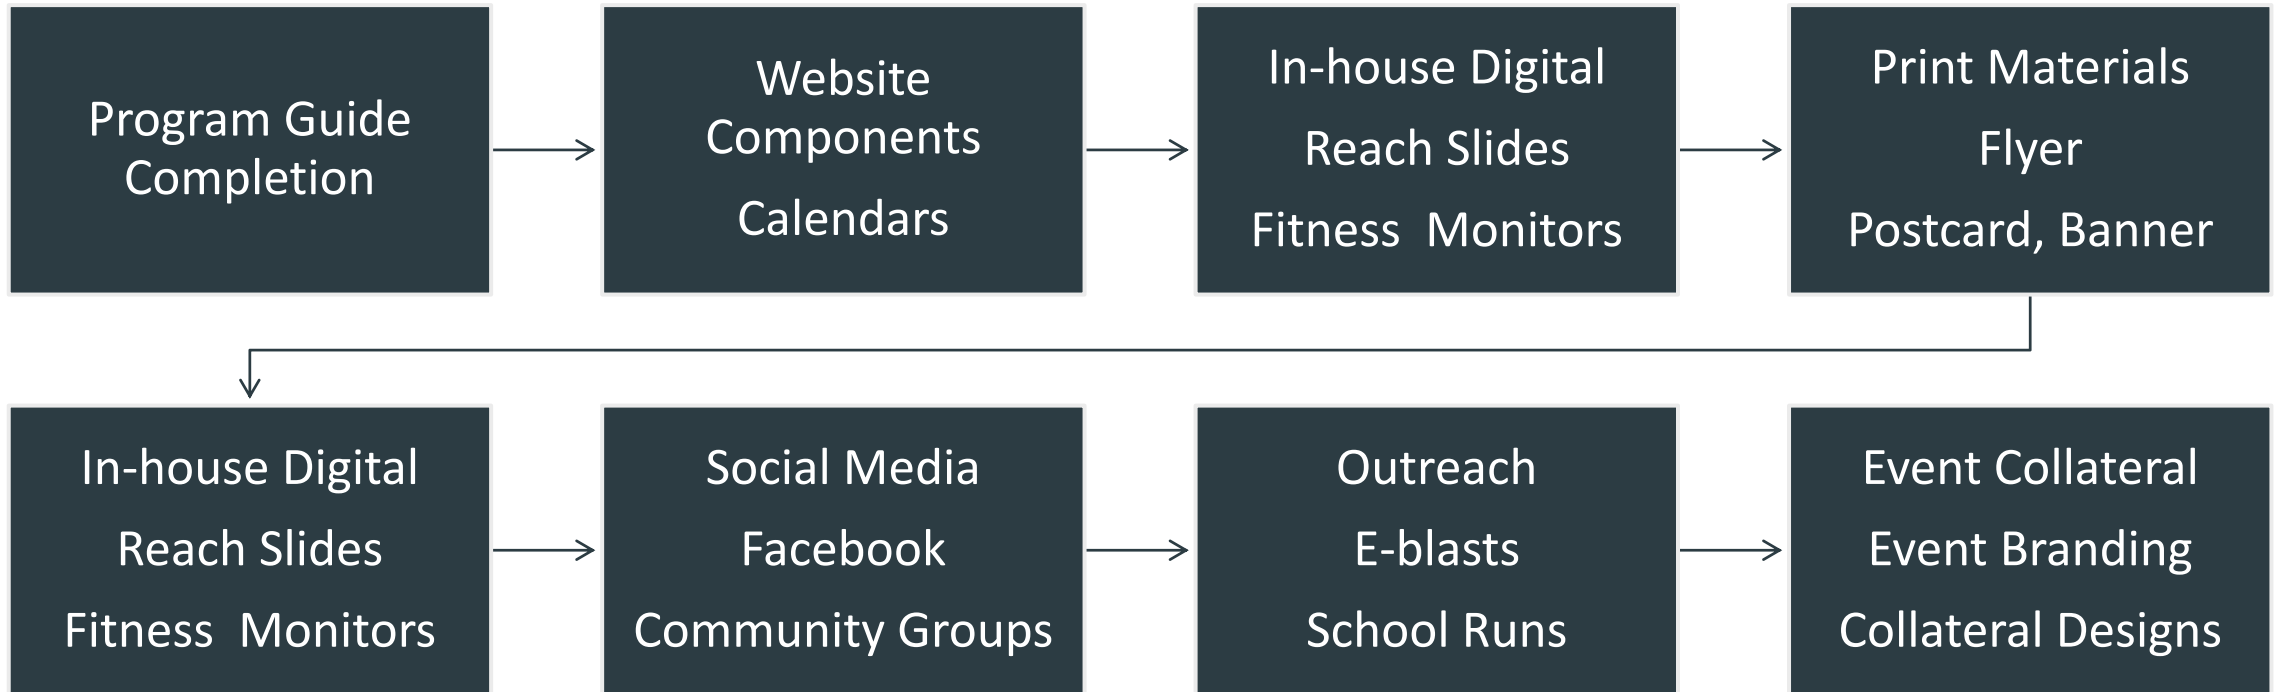 Program Guide
Completion
Website
Components
Calendars
In-house Digital
Reach Slides
Fitness  Monitors
Print Materials
Flyer
Postcard, Banner
In-house Digital
Reach Slides
Fitness  Monitors
Social Media
Facebook
Community Groups
Outreach
E-blasts
School Runs
Event Collateral
Event Branding
Collateral Designs